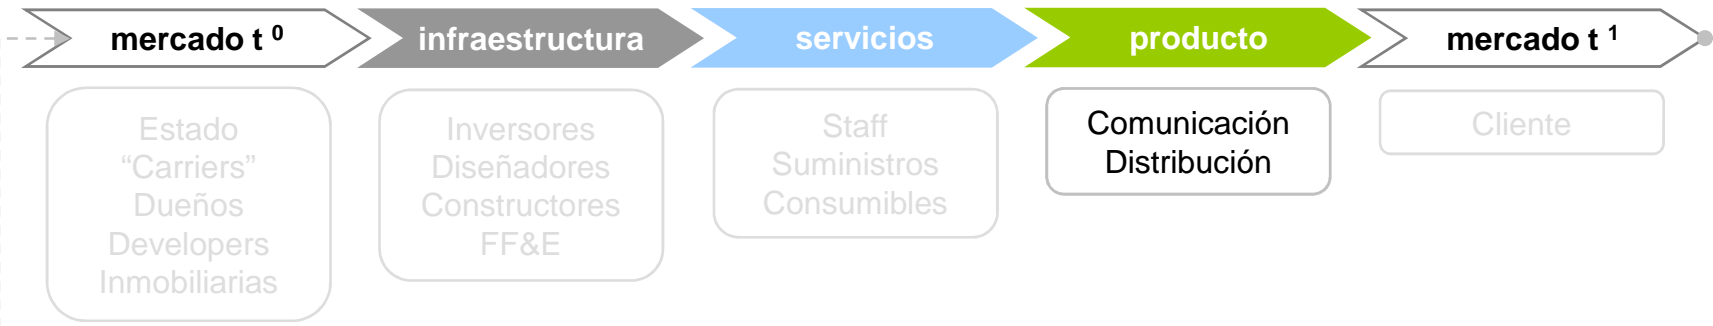 mercado t 0
infraestructura
servicios
producto
mercado t 1
Estado
“Carriers”
Dueños
Developers
Inmobiliarias
Inversores
Diseñadores
Constructores
FF&E
Staff
Suministros
Consumibles
Comunicación
Distribución
Cliente